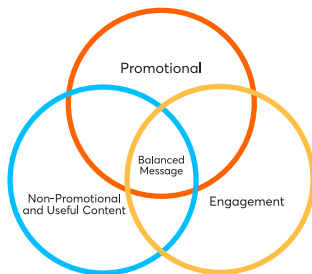 Promotional
Balanced
Message
Non-Promotional
and Useful Content
Engagement